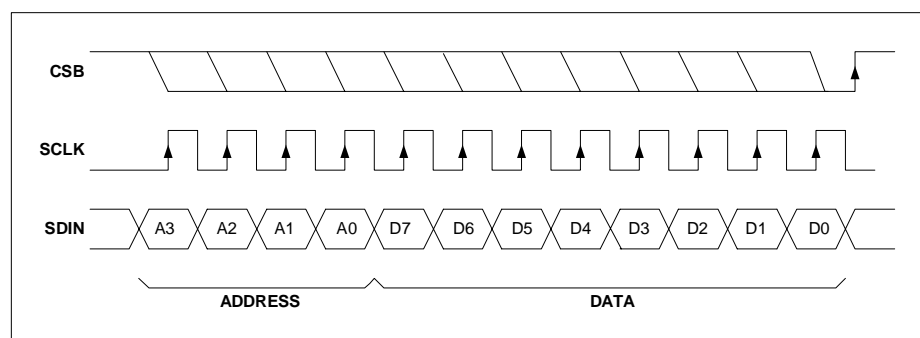 CSB
SCLK
SDIN A3 A2 A1 A0 D7 D6 D5 D4 D3 D2 D1 D0
ADDRESS DATA